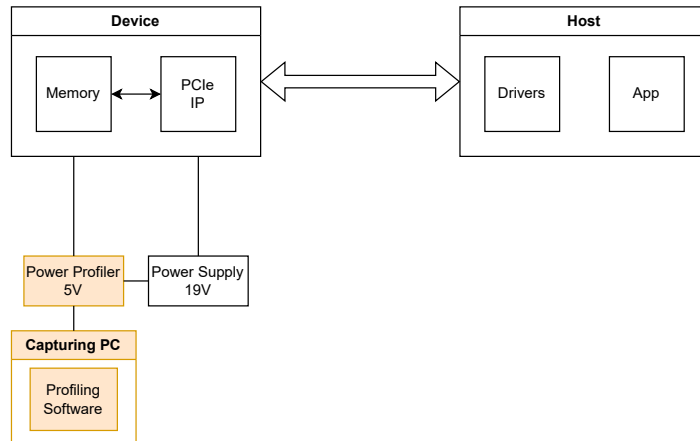 Device
Host
Memory
PCIe
IP
Drivers
App
Power Profiler
5V
Power Supply
19V
Capturing PC
Profiling
Software